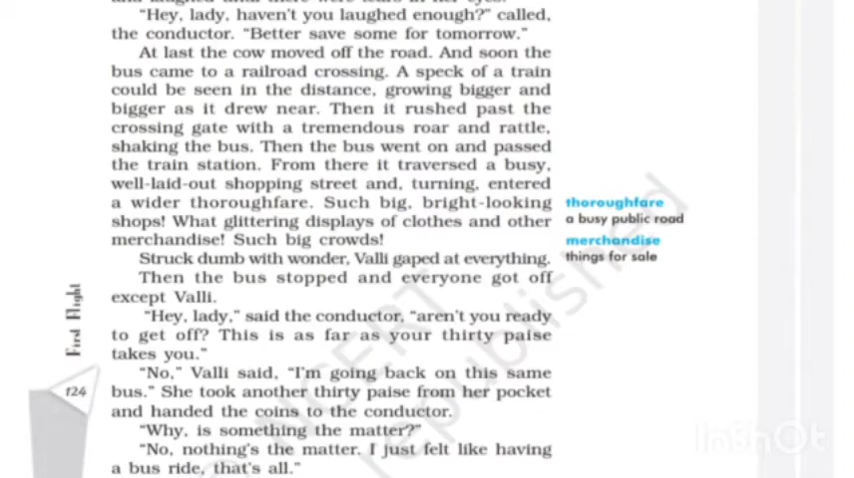 "Hey, lady, haven't you laughed enough?" called,
the conductor. "Better save some for tomorrow."
At last the cow moved off the road. And soon the
bus came to a railroad crossing. A speck of a train
could be seen in the distance, growing bigger and
bigger as it drew near. Then it rushed past the
crossing gate with a tremendous roar and rattle,
shaking the bus. Then the bus went on and passed
the train station. From there it traversed a busy,
well-laid-out shopping street and, turning, entered
a wider thoroughfare. Such big, bright-looking
shops! What glittering displays of clothes and other
merchandise! Such big crowds!
thoroughfare
a busy public road
merchandise
things for sale
Struck dumb with wonder, Valli gaped at everything.
Then the bus stopped and everyone got off
except Valli.
"Hey, lady," said the conductor, "aren't you ready
to get off? This is as far as your thirty paise
takes you."
"No," Valli said, "I'm going back on this same
bus." She took another thirty paise from her pocket
and handed the coins to the conductor.
"Why, is something the matter?"
"No, nothing's the matter. I just felt like having
a bus ride, that's all."
First Flight
124
NCERT
republished
InShOt